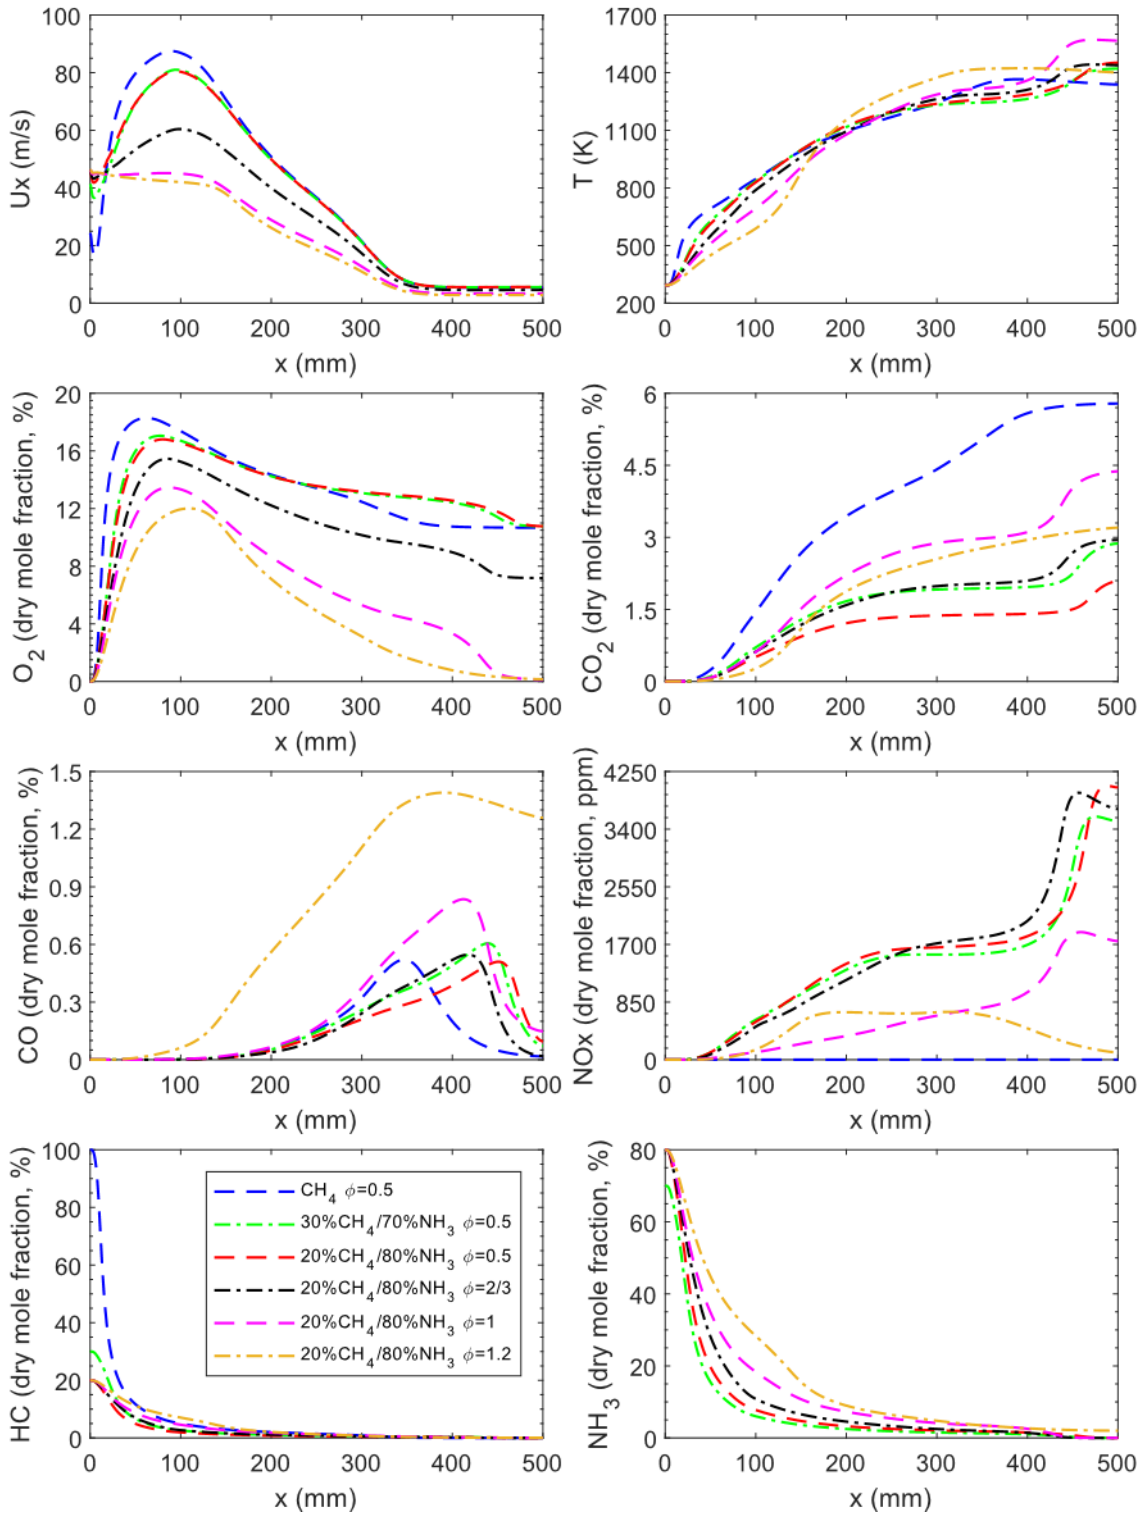 100
80
60
40
20
0
Ux (m/s)
0 100 200 300 400 500
x (mm)
1700
1400
1100
800
500
200
T (K)
0 100 200 300 400 500
x (mm)
20
16
12
8
4
0
O2 (dry mole fraction, %)
0 100 200 300 400 500
x (mm)
6
4.5
3
1.5
0
CO2 (dry mole fraction, %)
0 100 200 300 400 500
x (mm)
1.5
1.2
0.9
0.6
0.3
0
CO (dry mole fraction, %)
0 100 200 300 400 500
x (mm)
4250
3400
2550
1700
850
0
NOx (dry mole fraction, ppm)
0 100 200 300 400 500
x (mm)
100
80
60
40
20
0
HC (dry mole fraction, %)
CH4 ϕ=0.5
30%CH4/70%NH3 ϕ=0.5
20%CH4/80%NH3 ϕ=0.5
20%CH4/80%NH3 ϕ=2/3
20%CH4/80%NH3 ϕ=1
20%CH4/80%NH3 ϕ=1.2
0 100 200 300 400 500
x (mm)
80
60
40
20
0
NH3 (dry mole fraction, %)
0 100 200 300 400 500
x (mm)